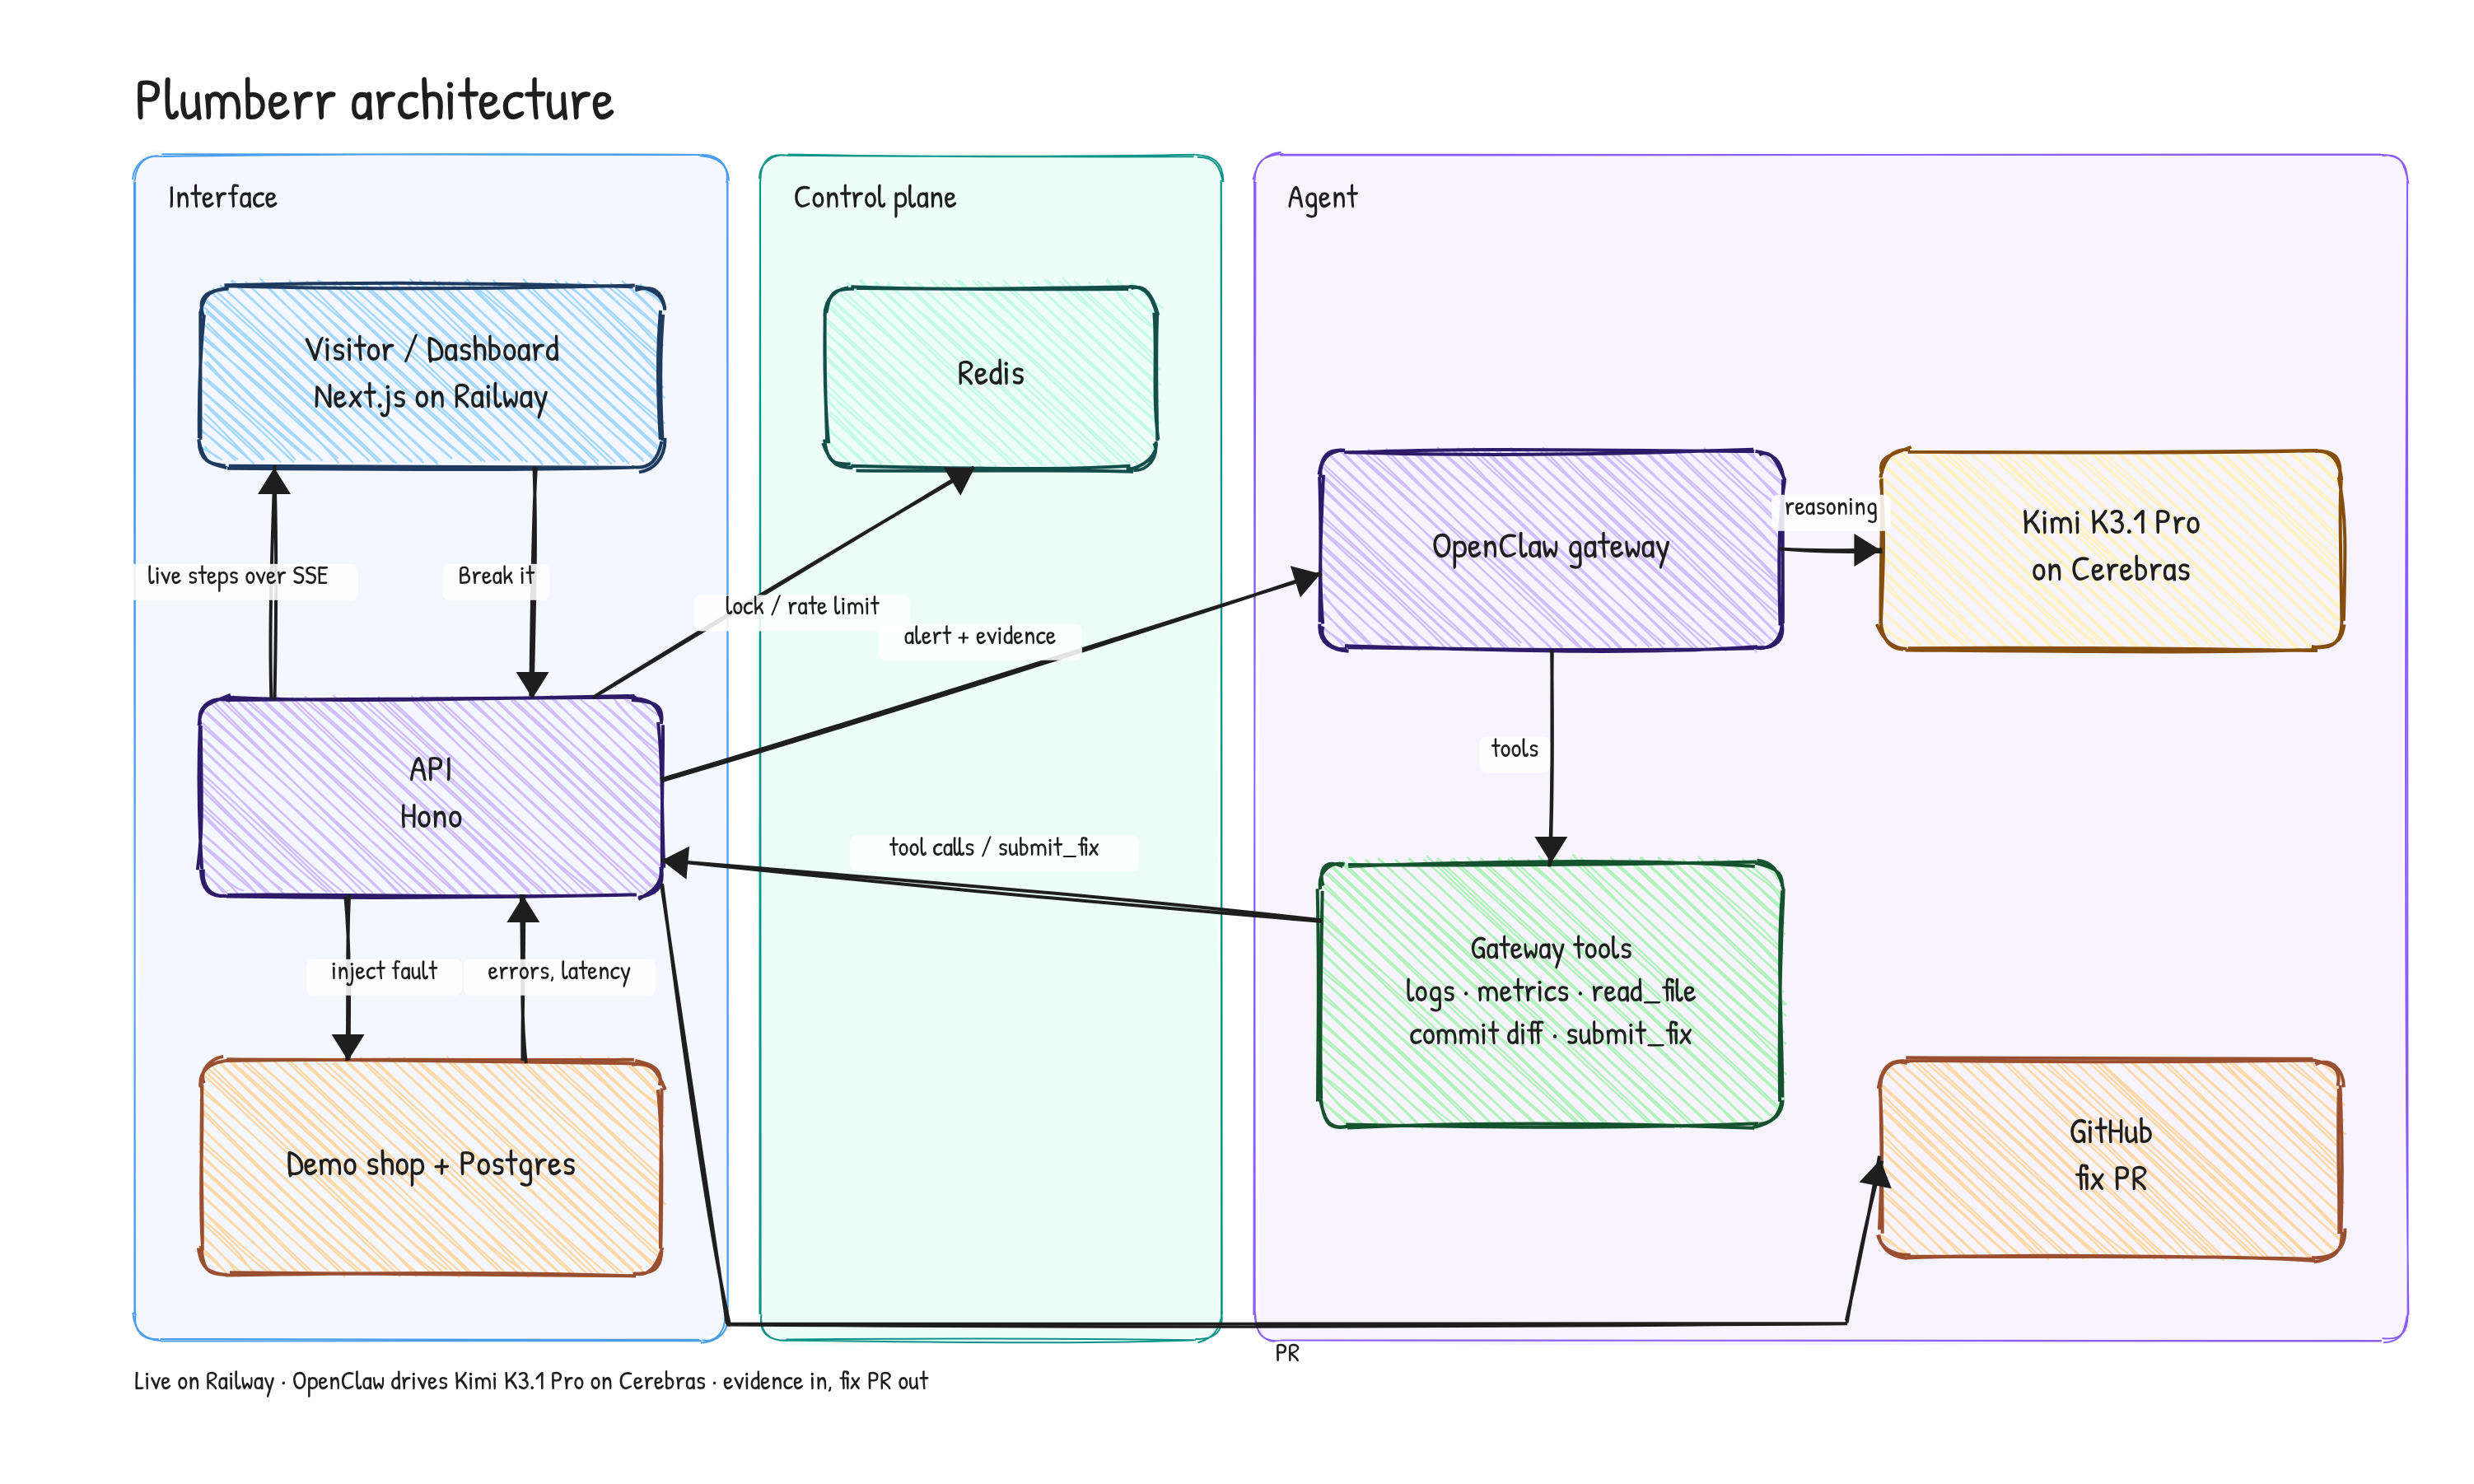 Plumberr architecture
Interface
Control plane
Agent
Visitor / Dashboard
Next.js on Railway
Redis
OpenClaw gateway
reasoning
Kimi K3.1 Pro
on Cerebras
live steps over SSE
Break it
lock / rate limit
alert + evidence
API
Hono
tools
tool calls / submit_fix
inject fault
errors, latency
Gateway tools
logs · metrics · read_file
commit diff · submit_fix
Demo shop + Postgres
GitHub
fix PR
PR
Live on Railway · OpenClaw drives Kimi K3.1 Pro on Cerebras · evidence in, fix PR out